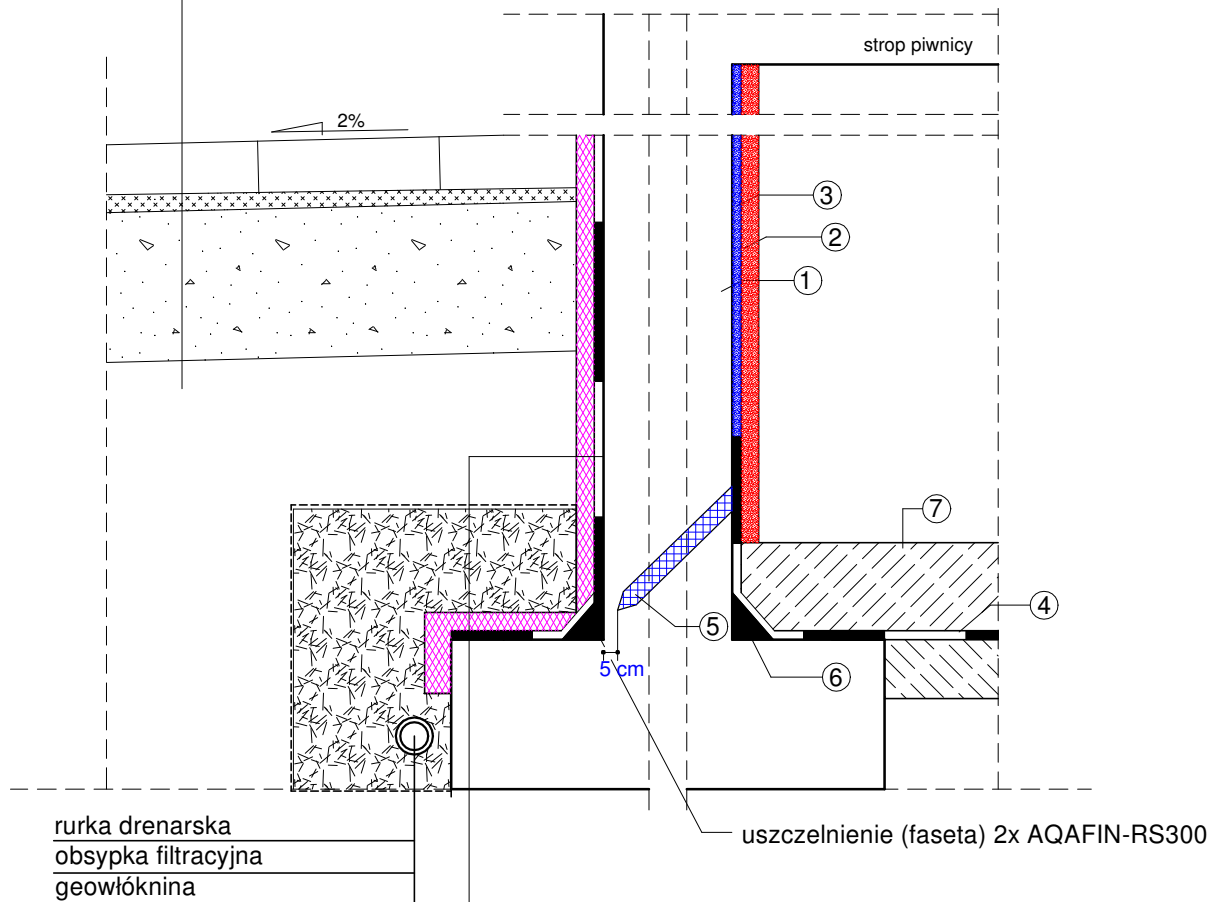 strop piwnicy
2%
3
2
1
7
4
5
6
5 cm
uszczelnienie (faseta) 2x AQAFIN-RS300
rurka drenarska
obsypka filtracyjna
geowłóknina